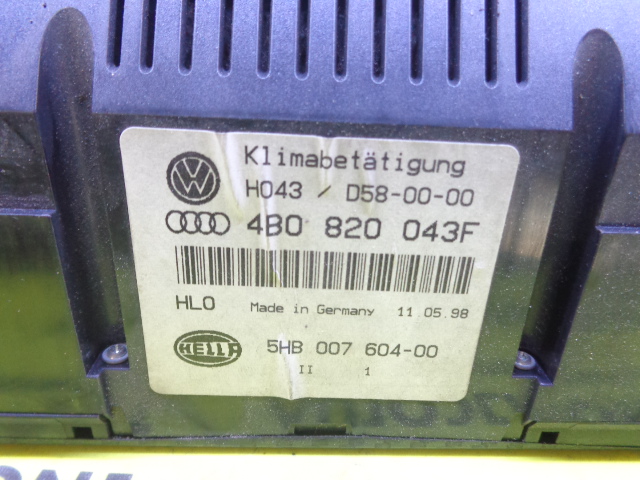 Klimabetätigung
H043 / D58-00-00
4B0 820 043F
HLO Made in Germany 11.05.98
HELLA 5HB 007 604-00
II 1